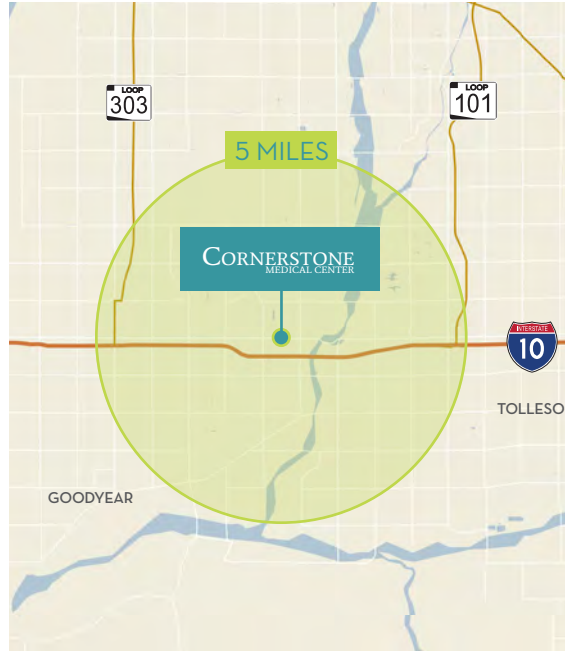 LOOP
303
LOOP
101
5 MILES
CORNERSTONE
MEDICAL CENTER
INTERSTATE
10
TOLLESO
GOODYEAR